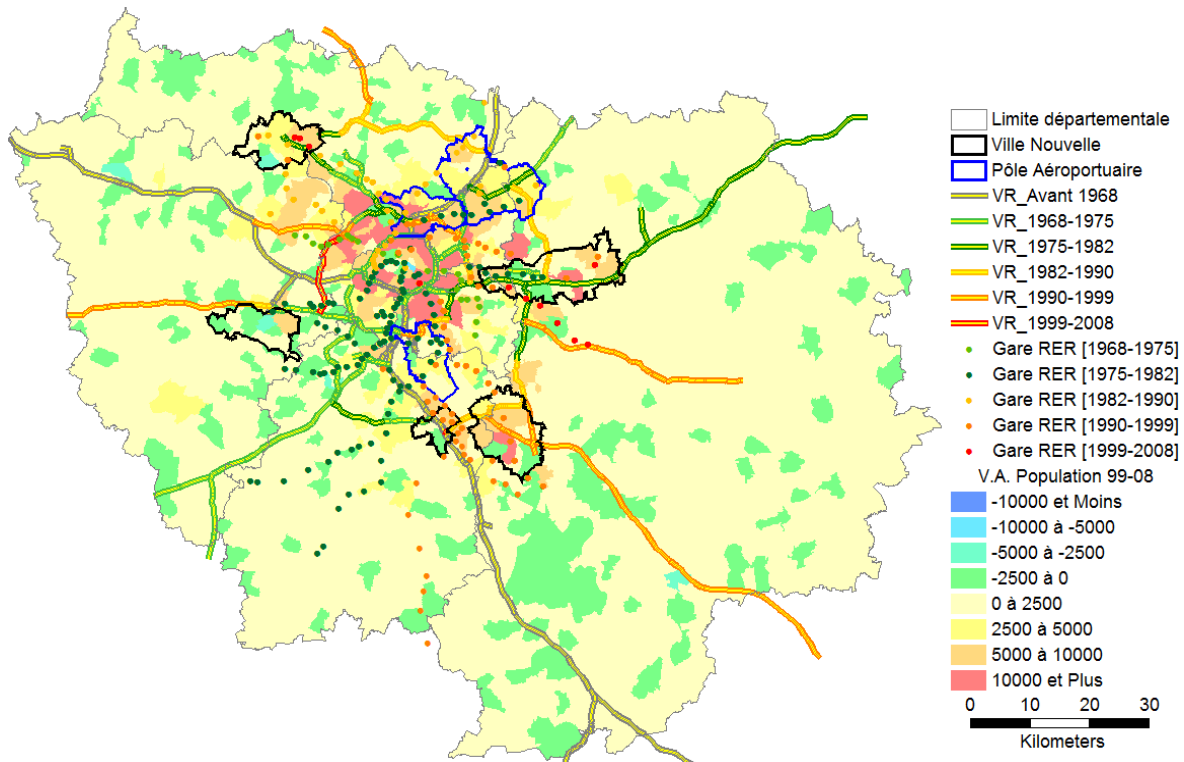 Limite départementale
Ville Nouvelle
Pôle Aéroportuaire
VR_Avant 1968
VR_1968-1975
VR_1975-1982
VR_1982-1990
VR_1990-1999
VR_1999-2008
Gare RER [1968-1975]
Gare RER [1975-1982]
Gare RER [1982-1990]
Gare RER [1990-1999]
Gare RER [1999-2008]
V.A. Population 99-08
-10000 et Moins
-10000 à -5000
-5000 à -2500
-2500 à 0
0 à 2500
2500 à 5000
5000 à 10000
10000 et Plus
0 10 20 30
Kilometers